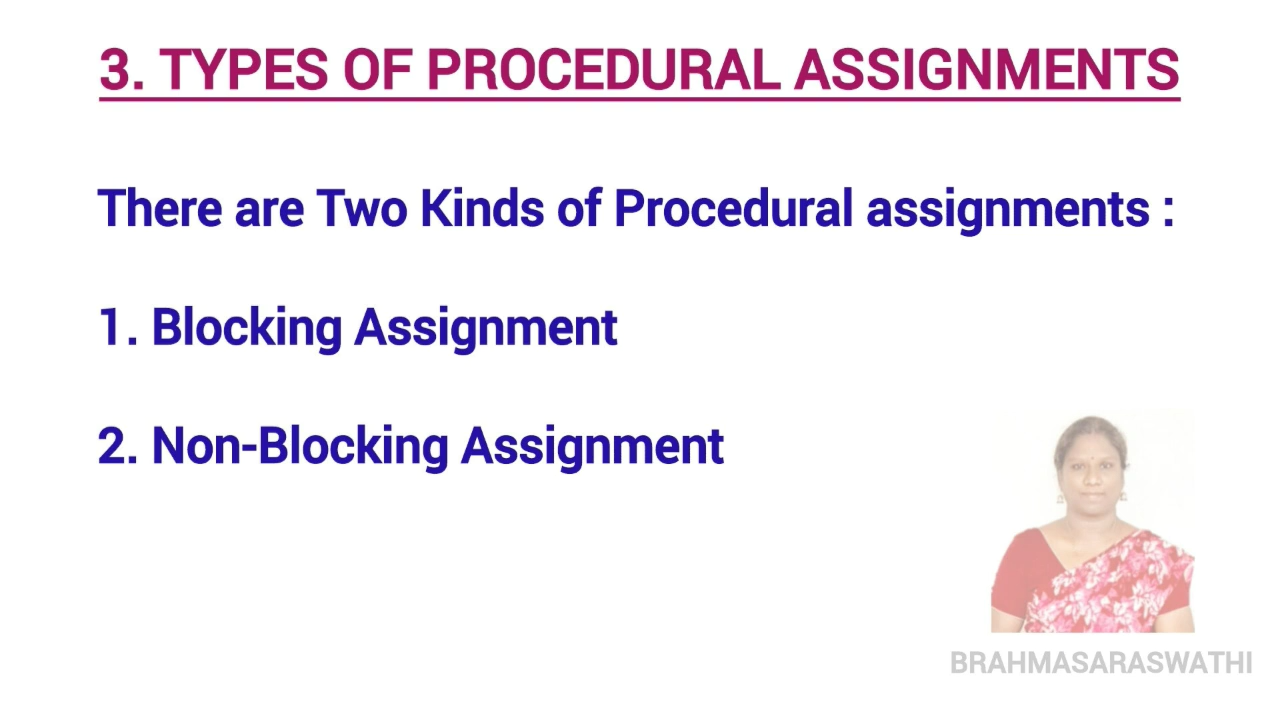 3. TYPES OF PROCEDURAL ASSIGNMENTS
There are Two Kinds of Procedural assignments :
1. Blocking Assignment
2. Non-Blocking Assignment
BRAHMASARASWATHI